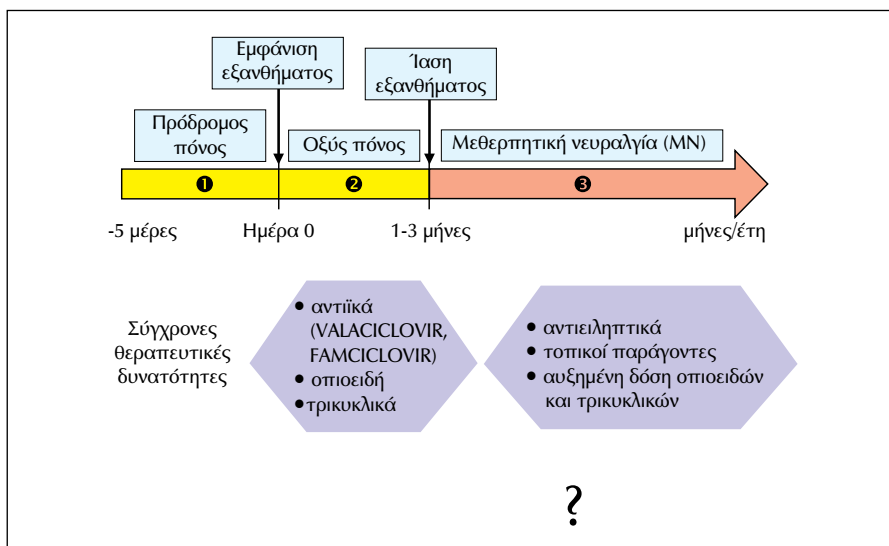 Εμφάνιση
εξανθήματος
Ίαση
εξανθήματος
Πρόδρομος
πόνος
Οξύς πόνος
Μεθερπητική νευραλγία (ΜΝ)
❶
❷
❸
-5 μέρες
Ημέρα 0
1-3 μήνες
μήνες/έτη
Σύγχρονες
θεραπευτικές
δυνατότητες
• αντιϊκά
(VALACICLOVIR,
FAMCICLOVIR)
• οπιοειδή
• τρικυκλικά
• αντιειληπτικά
• τοπικοί παράγοντες
• αυξημένη δόση οπιοειδών
και τρικυκλικών
?